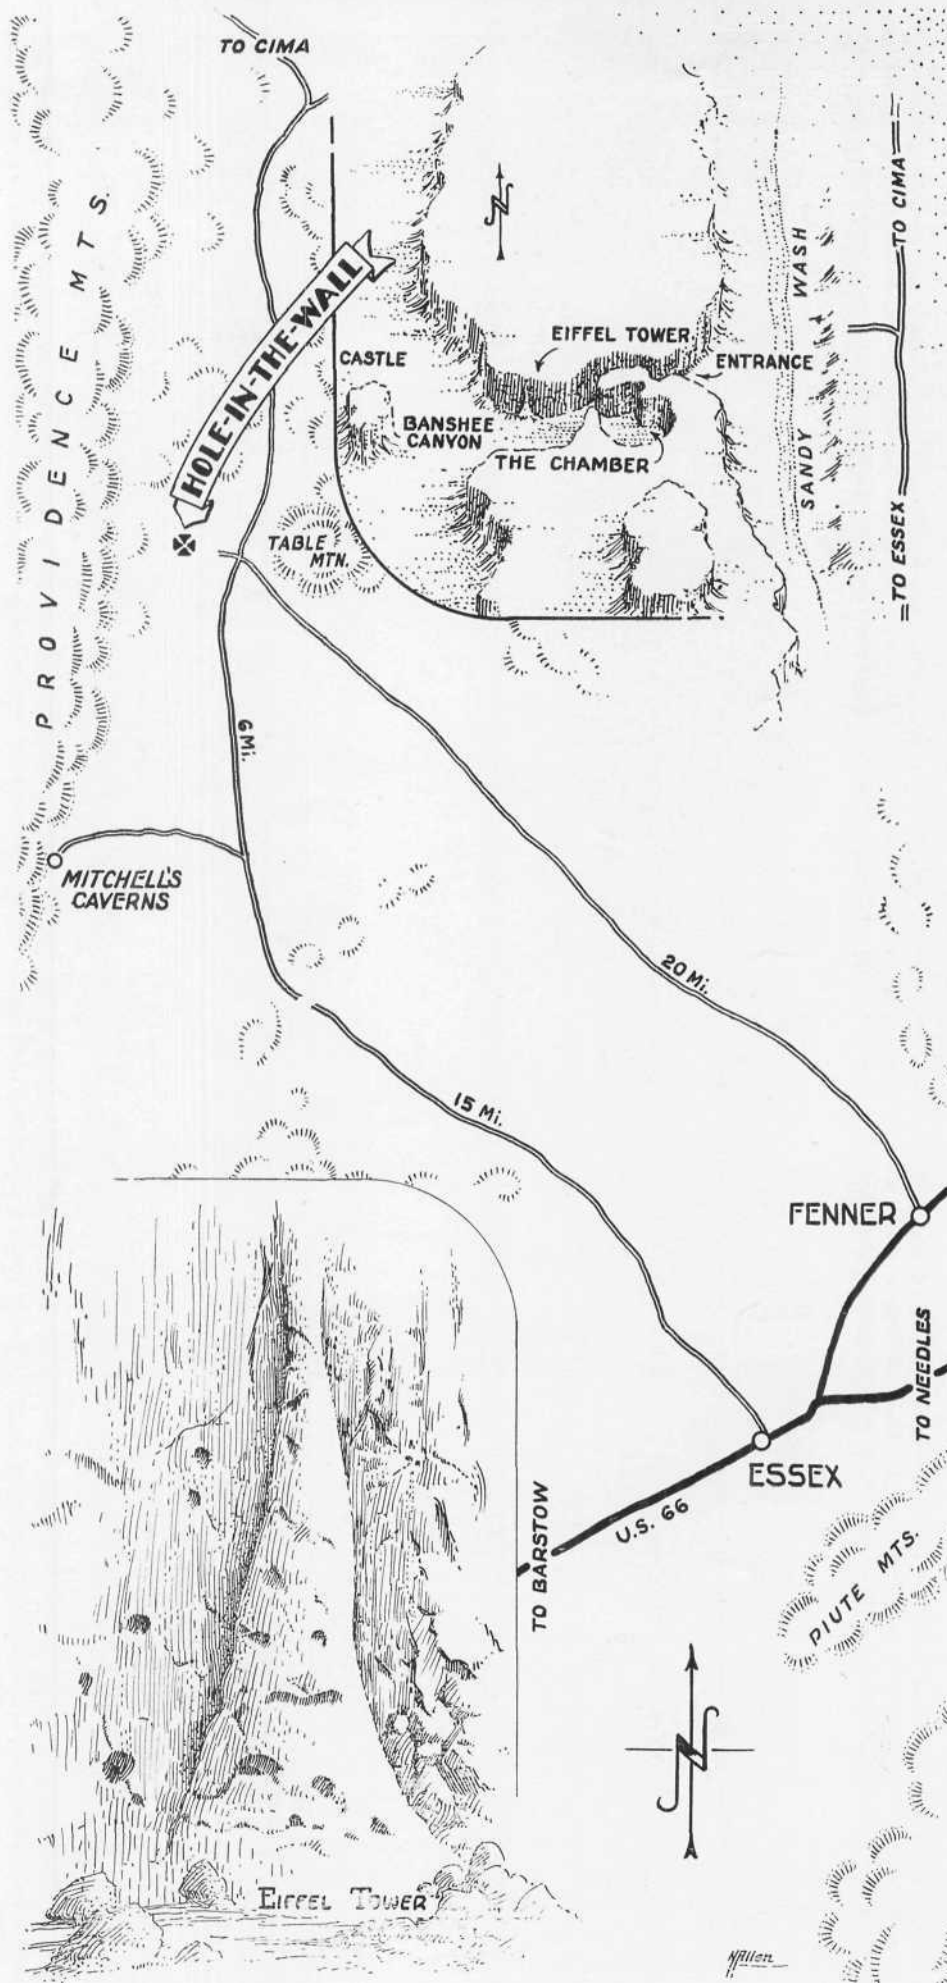 TO CIMA
PROVIDENCE MTS.
HOLE-IN-THE-WALL
CASTLE
EIFFEL TOWER
ENTRANCE
BANSHEE
CANYON
THE CHAMBER
SANDY WASH
TO CIMA
TO ESSEX
TABLE
MTN.
6 Mi.
MITCHELL'S
CAVERNS
20 Mi.
15 Mi.
FENNER
TO NEEDLES
ESSEX
U.S. 66
TO BARSTOW
PIUTE MTS.
N
N
EIFFEL TOWER
NAllen